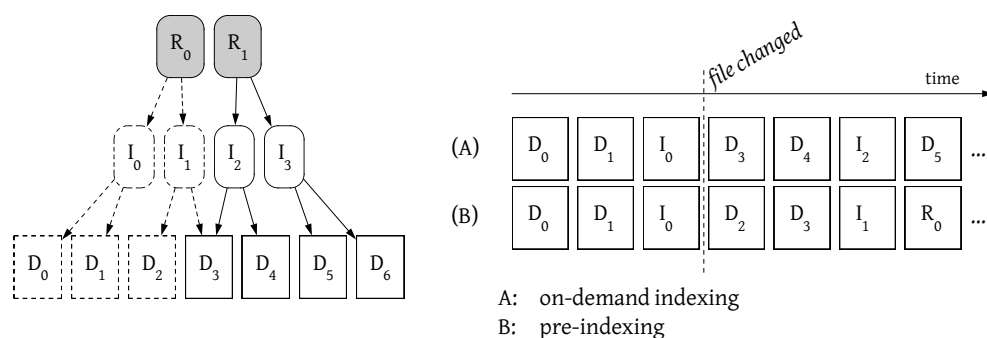 R₀ R₁
I₀ I₁ I₂ I₃
D₀ D₁ D₂ D₃ D₄ D₅ D₆
file changed
time
(A) D₀ D₁ I₀ D₃ D₄ I₂ D₅ ...
(B) D₀ D₁ I₀ D₂ D₃ I₁ R₀ ...
A: on-demand indexing
B: pre-indexing